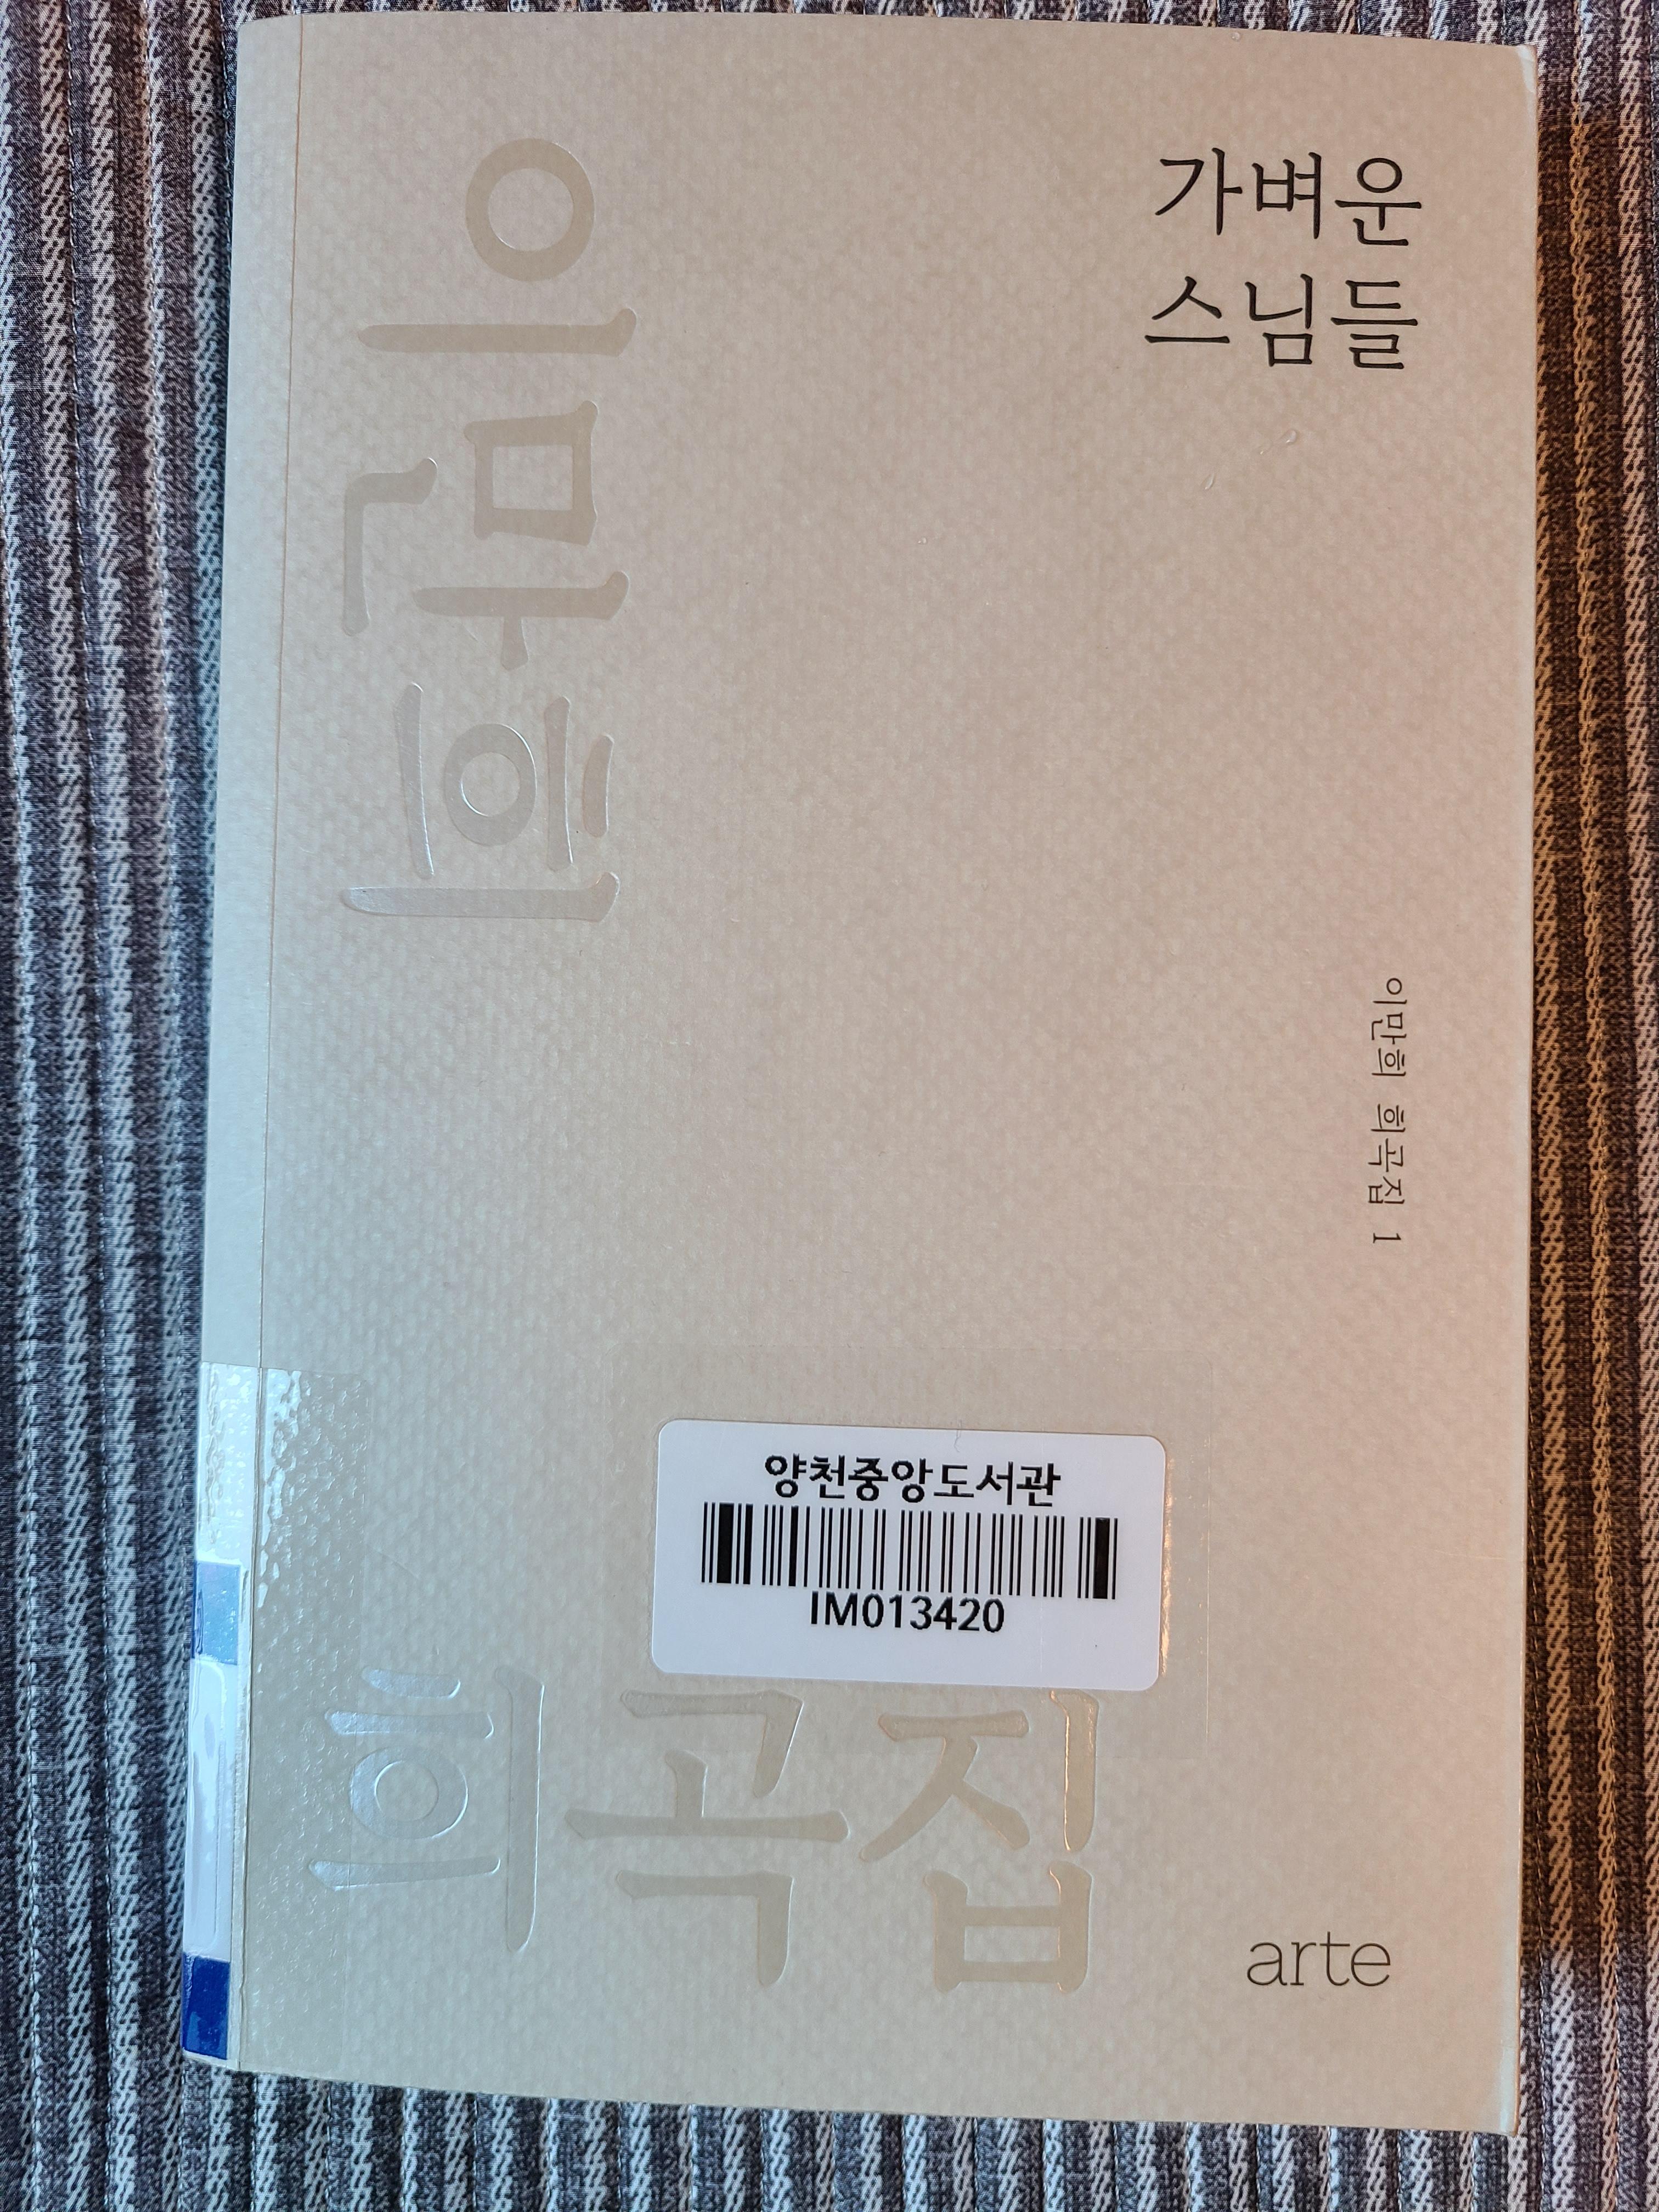 가벼운
스님들
이만희
이만희 희곡집 1
양천중앙도서관
IM013420
희곡집
arte